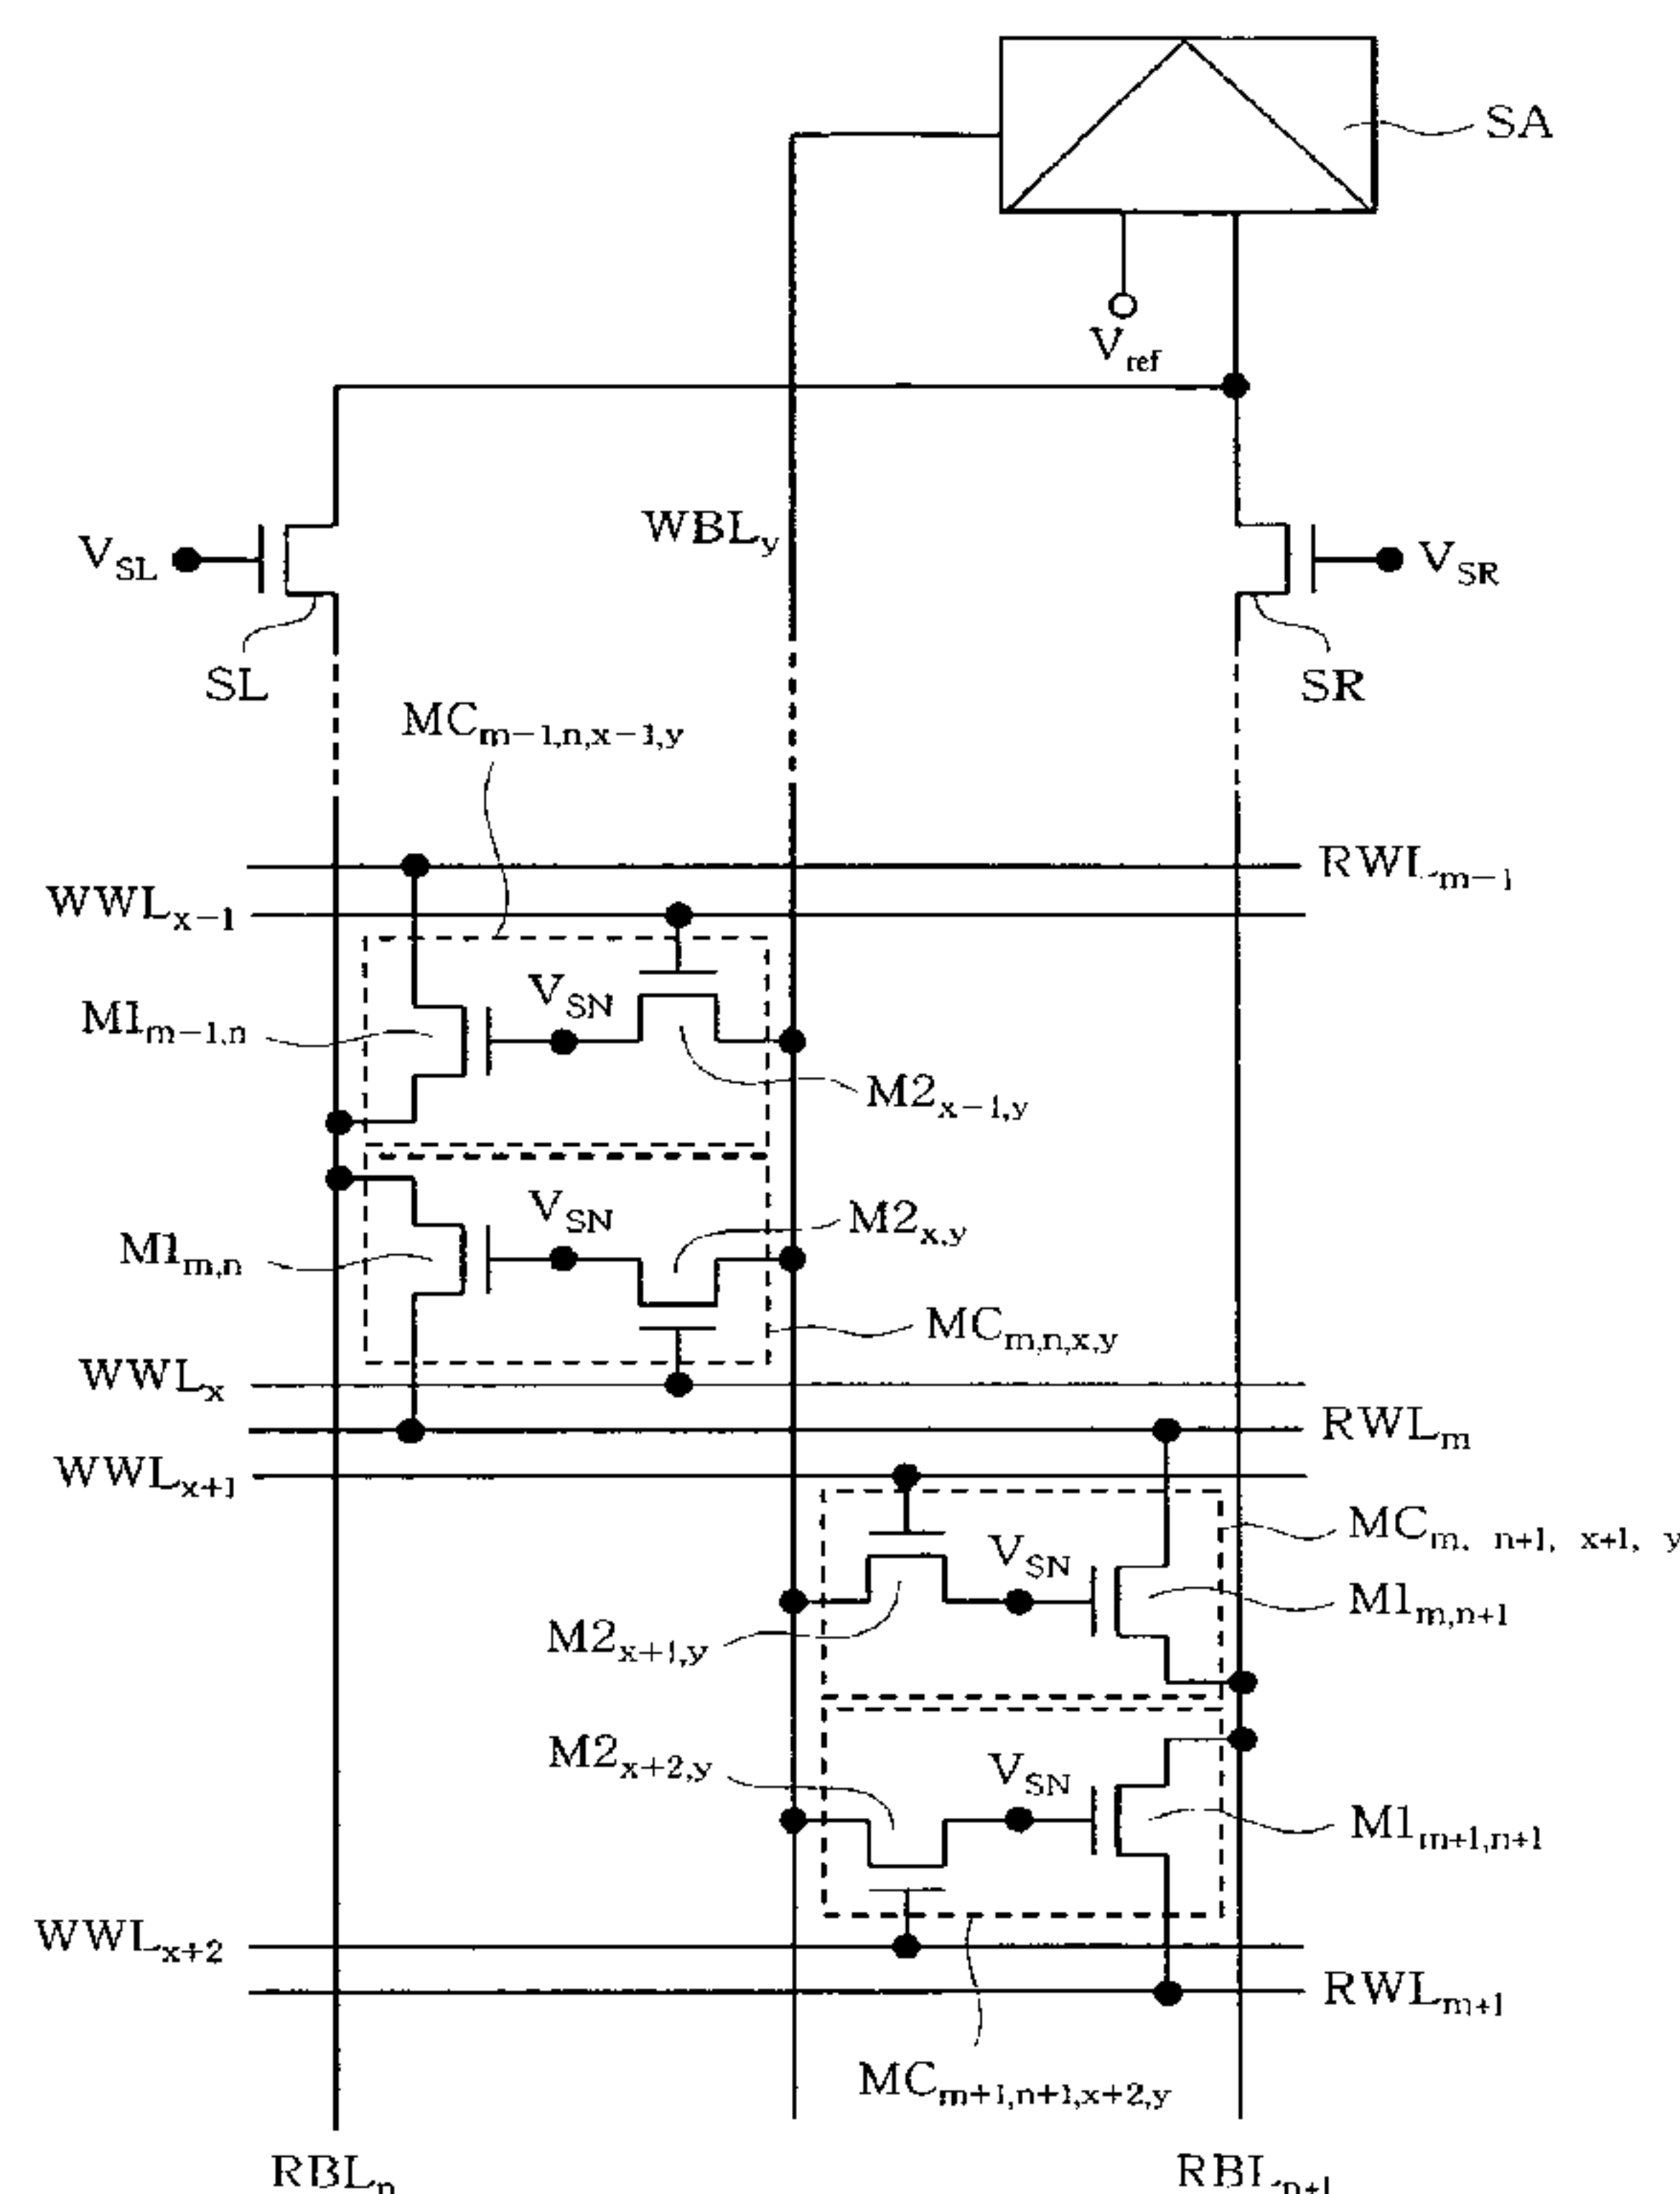 SA
V_ref
WBL_y
V_SL
V_SR
SL
SR
MC_m−1,n,x−1,y
RWL_m−1
WWL_x−1
V_SN
M1_m−1,n
M2_x−1,y
V_SN
M2_x,y
M1_m,n
MC_m,n,x,y
WWL_x
RWL_m
WWL_x+1
MC_m, n+1, x+1, y
V_SN
M1_m,n+1
M2_x+1,y
M2_x+2,y
V_SN
M1_m+1,n+1
WWL_x+2
RWL_m+1
MC_m+1,n+1,x+2,y
RBL_n
RBL_n+1